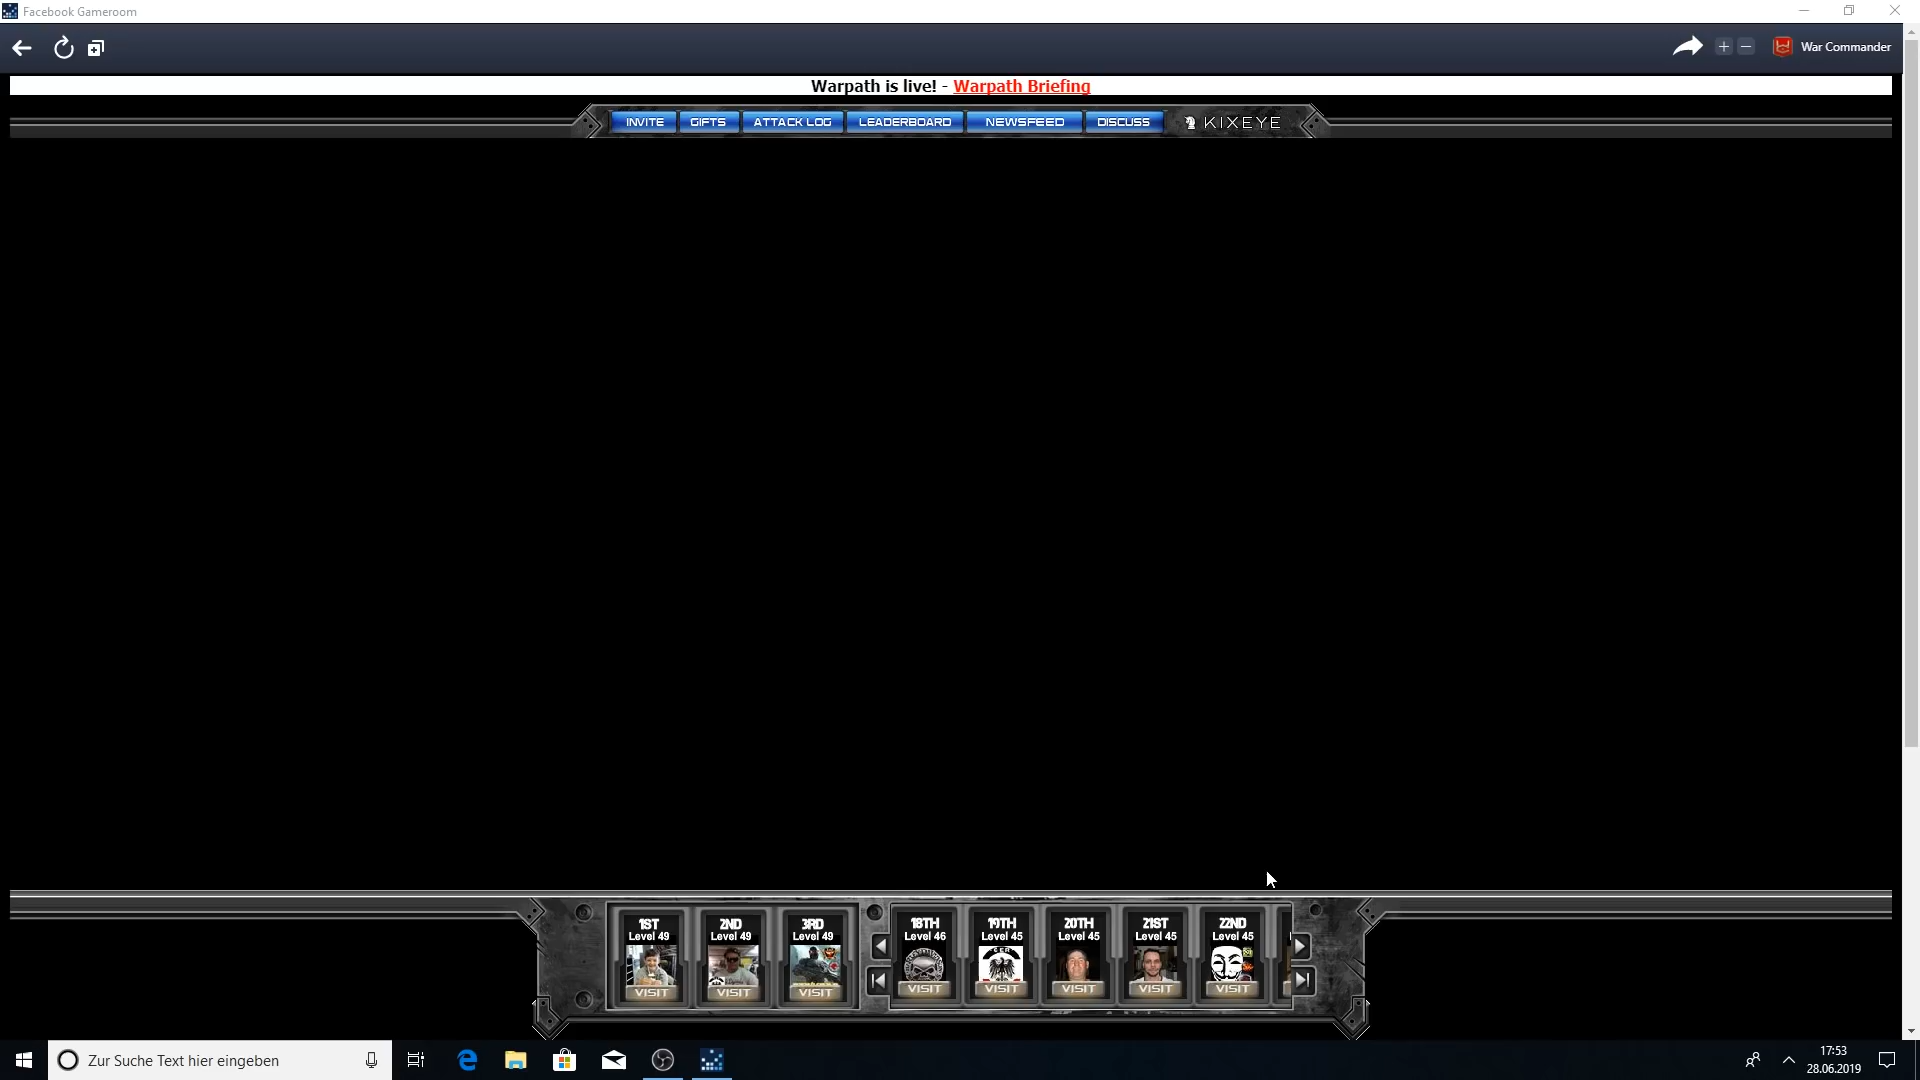 Facebook Gameroom
War Commander
Warpath is live! - Warpath Briefing
INVITE GIFTS ATTACK LOG LEADERBOARD NEWSFEED DISCUSS KIXEYE
1ST 2ND 3RD 18TH 19TH 20TH 21ST 22ND
Level 49 Level 49 Level 49 Level 46 Level 45 Level 45 Level 45 Level 45
VISIT VISIT VISIT VISIT VISIT VISIT VISIT VISIT
Zur Suche Text hier eingeben
17:53
28.06.2019